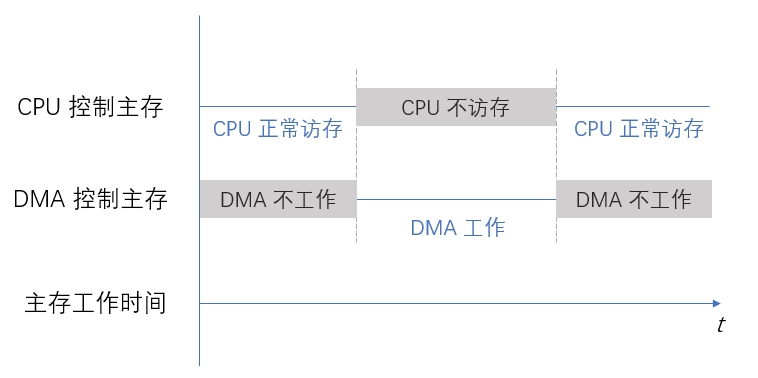 CPU 控制主存
CPU 不访存
CPU 正常访存
CPU 正常访存
DMA 控制主存
DMA 不工作
DMA 不工作
DMA 工作
主存工作时间
t